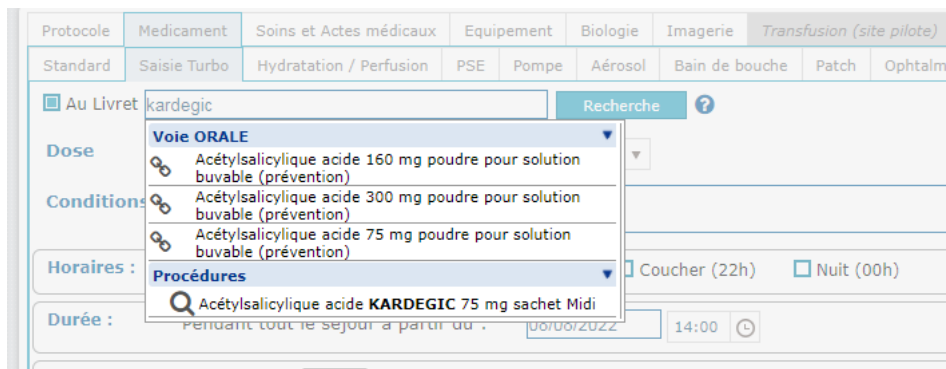 Protocole Medicament Soins et Actes médicaux Equipement Biologie Imagerie Transfusion (site pilote)
Standard Saisie Turbo Hydratation / Perfusion PSE Pompe Aérosol Bain de bouche Patch Ophtalm
Au Livret kardegic Recherche ?
Voie ORALE
Dose
Acétylsalicylique acide 160 mg poudre pour solution
buvable (prévention)
Conditions
Acétylsalicylique acide 300 mg poudre pour solution
buvable (prévention)
Acétylsalicylique acide 75 mg poudre pour solution
buvable (prévention)
Horaires : Procédures Coucher (22h) Nuit (00h)
Acétylsalicylique acide KARDEGIC 75 mg sachet Midi
Durée : Pendant tout le séjour à partir du : 08/08/2022 14:00